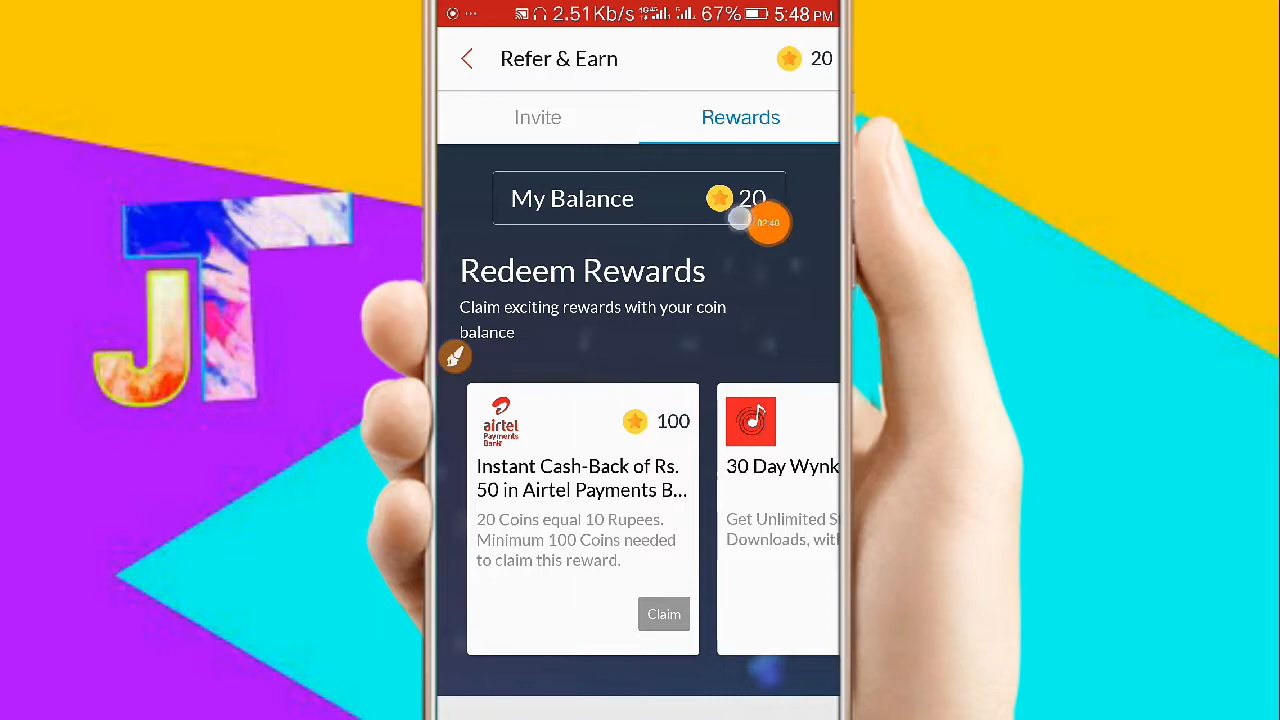 2.51Kb/s 67% 5:48 PM
Refer & Earn 20
Invite Rewards
My Balance 20
02:40
Redeem Rewards
Claim exciting rewards with your coin
balance
JT
airtel
Payments
Bank
100
Instant Cash-Back of Rs.
50 in Airtel Payments B...
20 Coins equal 10 Rupees.
Minimum 100 Coins needed
to claim this reward.
Claim
30 Day Wynk
Get Unlimited S
Downloads, wit